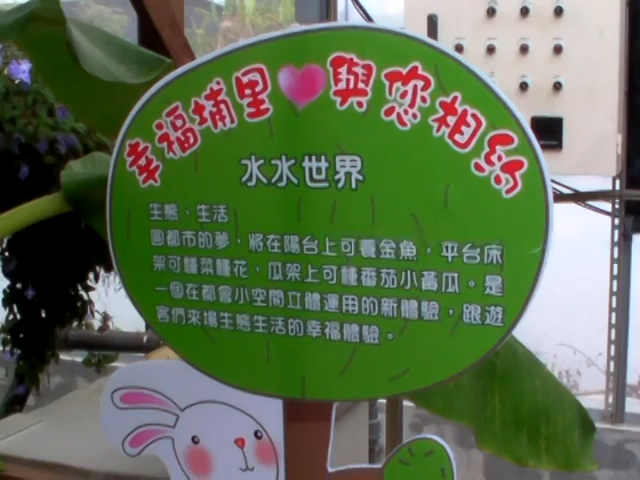 幸福埔里與您相約
水水世界
生態、生活
圓都市的夢，將在陽台上可養金魚，平台床
架可種菜種花，瓜架上可種番茄小黃瓜。是
一個在都會小空間立體運用的新體驗，跟遊
客們來場生態生活的幸福體驗。